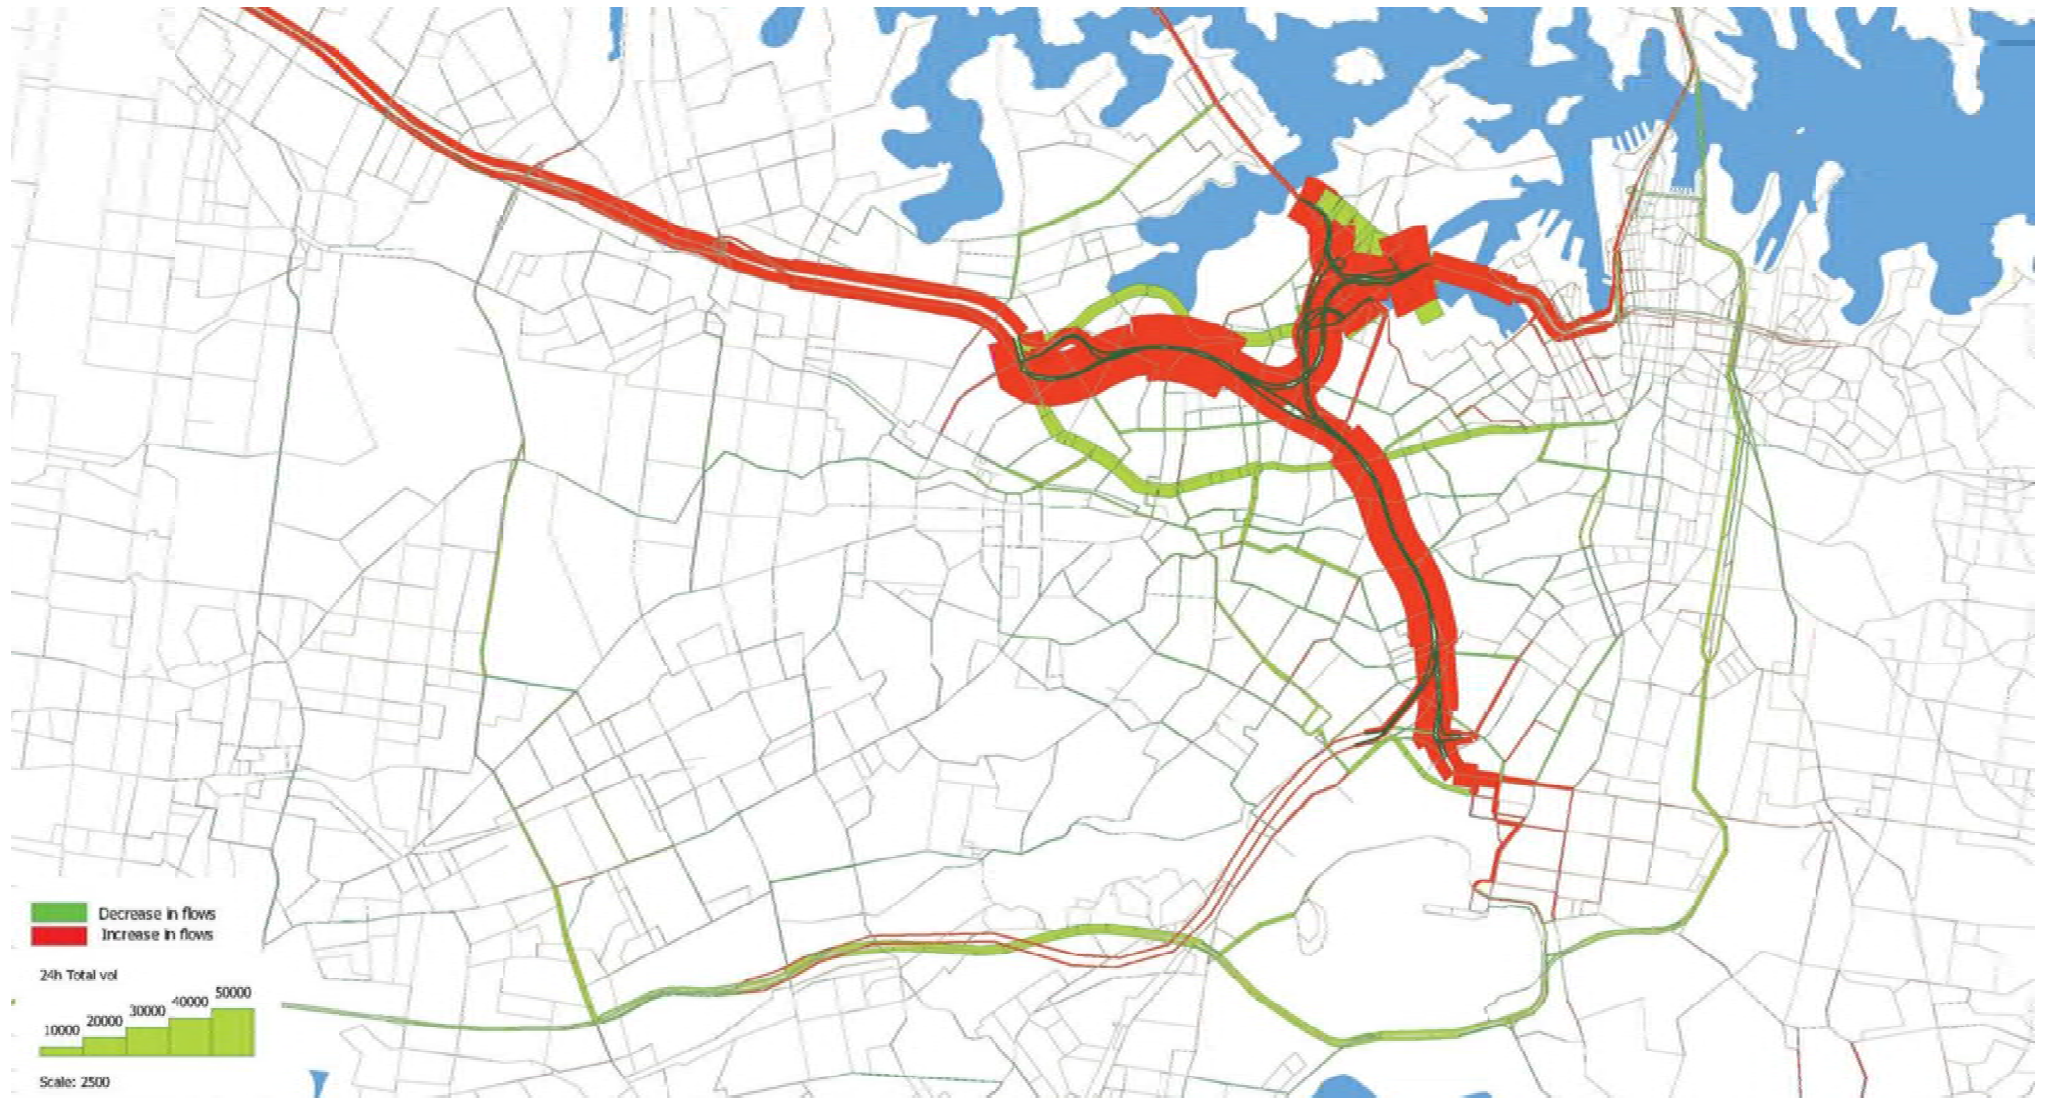 Decrease in flows
Increase in flows
24h Total vol
10000 20000 30000 40000 50000
Scale: 2500